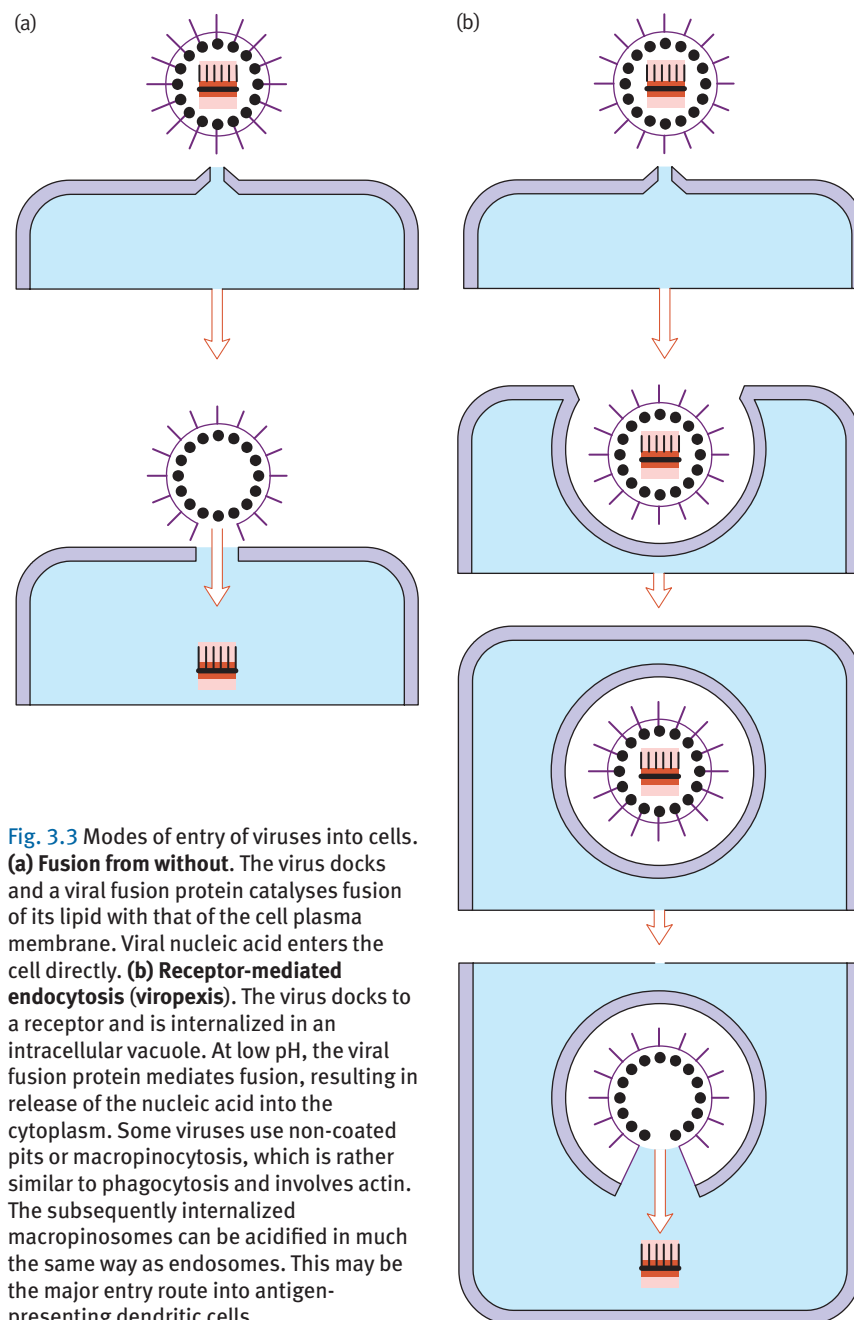 (a)
(b)
Fig. 3.3 Modes of entry of viruses into cells.
(a) Fusion from without. The virus docks
and a viral fusion protein catalyses fusion
of its lipid with that of the cell plasma
membrane. Viral nucleic acid enters the
cell directly. (b) Receptor-mediated
endocytosis (viropexis). The virus docks to
a receptor and is internalized in an
intracellular vacuole. At low pH, the viral
fusion protein mediates fusion, resulting in
release of the nucleic acid into the
cytoplasm. Some viruses use non-coated
pits or macropinocytosis, which is rather
similar to phagocytosis and involves actin.
The subsequently internalized
macropinosomes can be acidified in much
the same way as endosomes. This may be
the major entry route into antigen-
presenting dendritic cells.